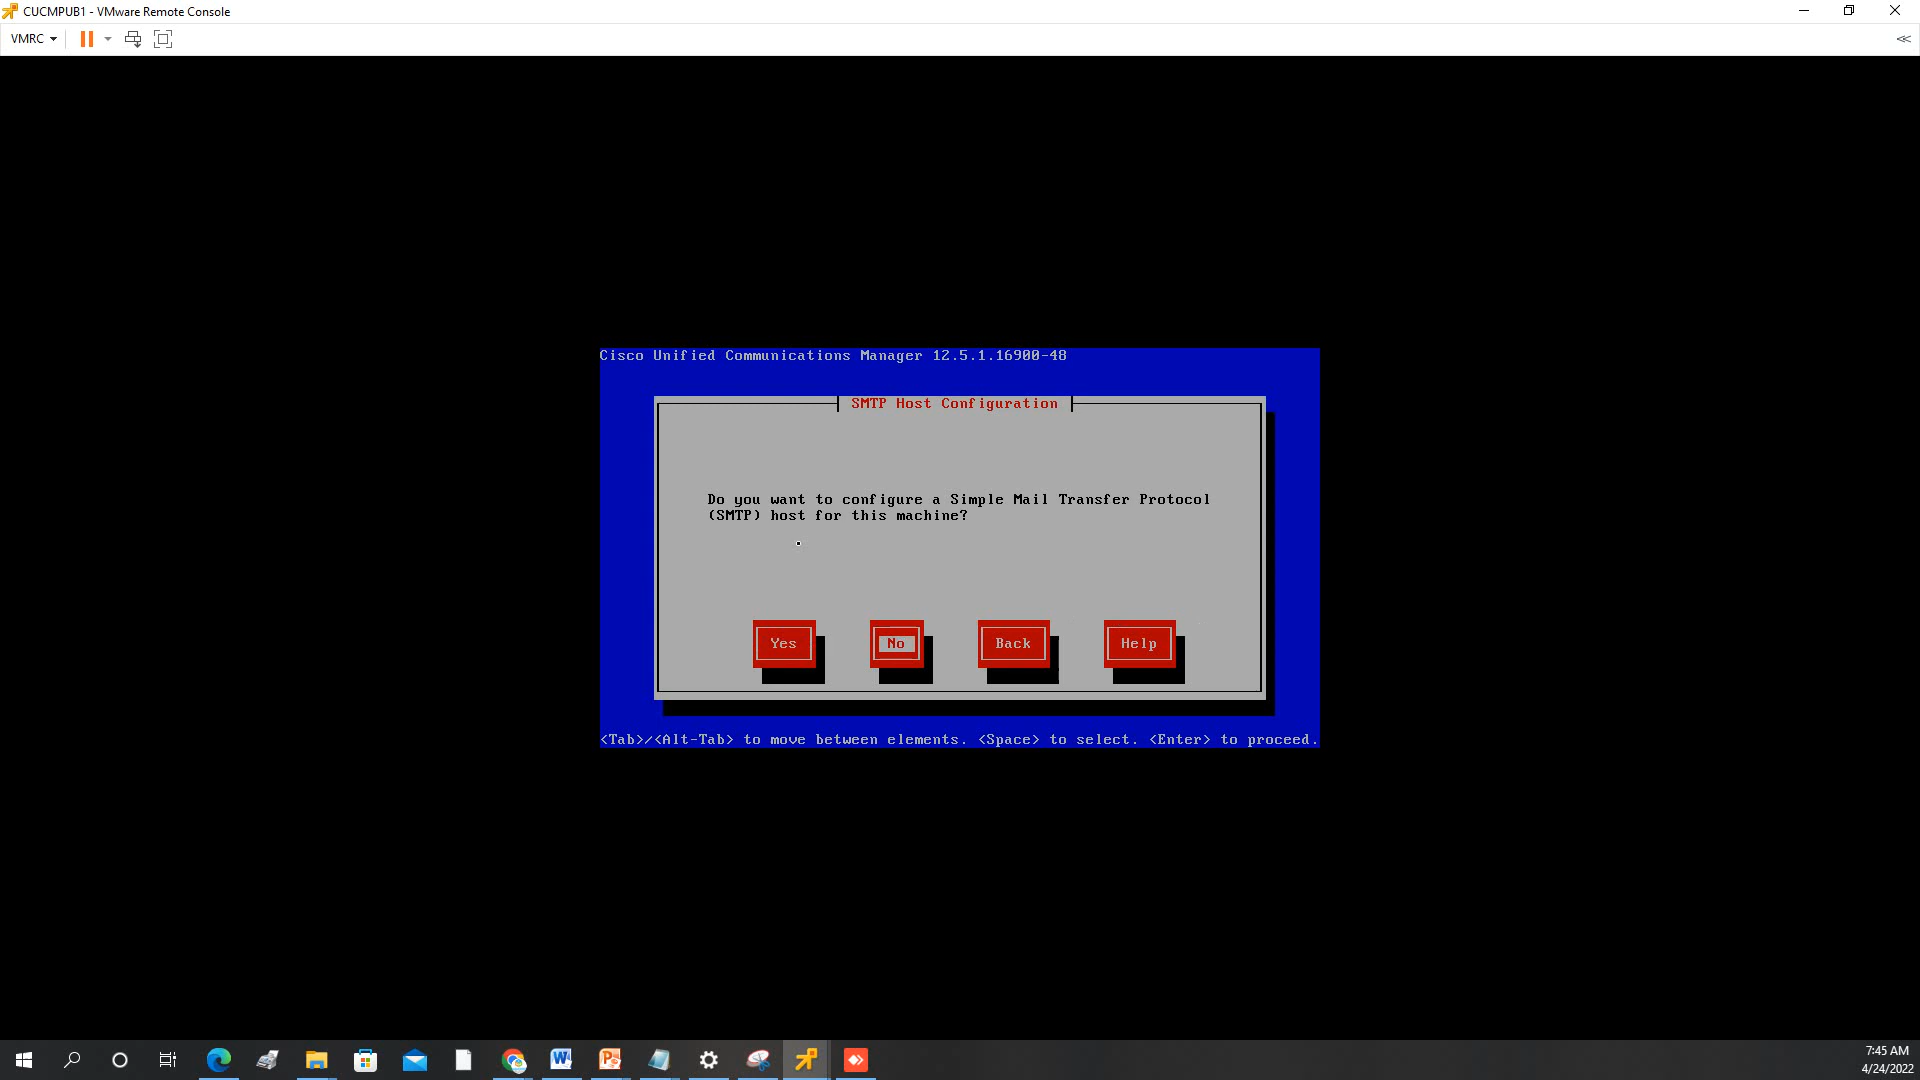 CUCMPUB1 - VMware Remote Console
VMRC
Cisco Unified Communications Manager 12.5.1.16900-48
SMTP Host Configuration
Do you want to configure a Simple Mail Transfer Protocol
(SMTP) host for this machine?
Yes No Back Help
<Tab>/<Alt-Tab> to move between elements. <Space> to select. <Enter> to proceed.
7:45 AM
4/24/2022